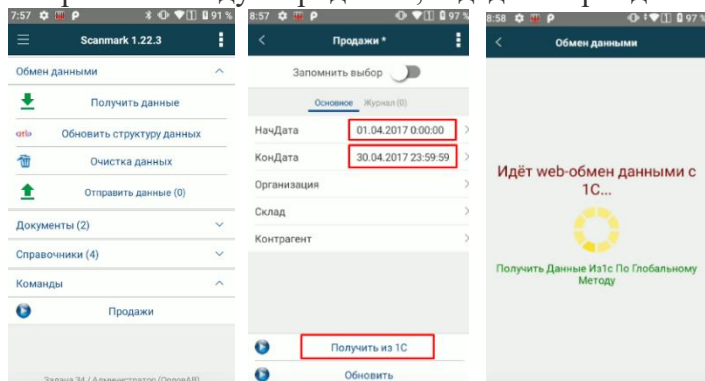 7:57 91 %
Scanmark 1.22.3
Обмен данными
Получить данные
Обновить структуру данных
Очистка данных
Отправить данные (0)
Документы (2)
Справочники (4)
Команды
Продажи
8:57 97 %
Продажи *
Запомнить выбор
Основное Журнал (0)
НачДата 01.04.2017 0:00:00
КонДата 30.04.2017 23:59:59
Организация
Склад
Контрагент
Получить из 1С
Обновить
8:58 97 %
Обмен данными
Идёт web-обмен данными с
1С...
Получить Данные Из1с По Глобальному
Методу